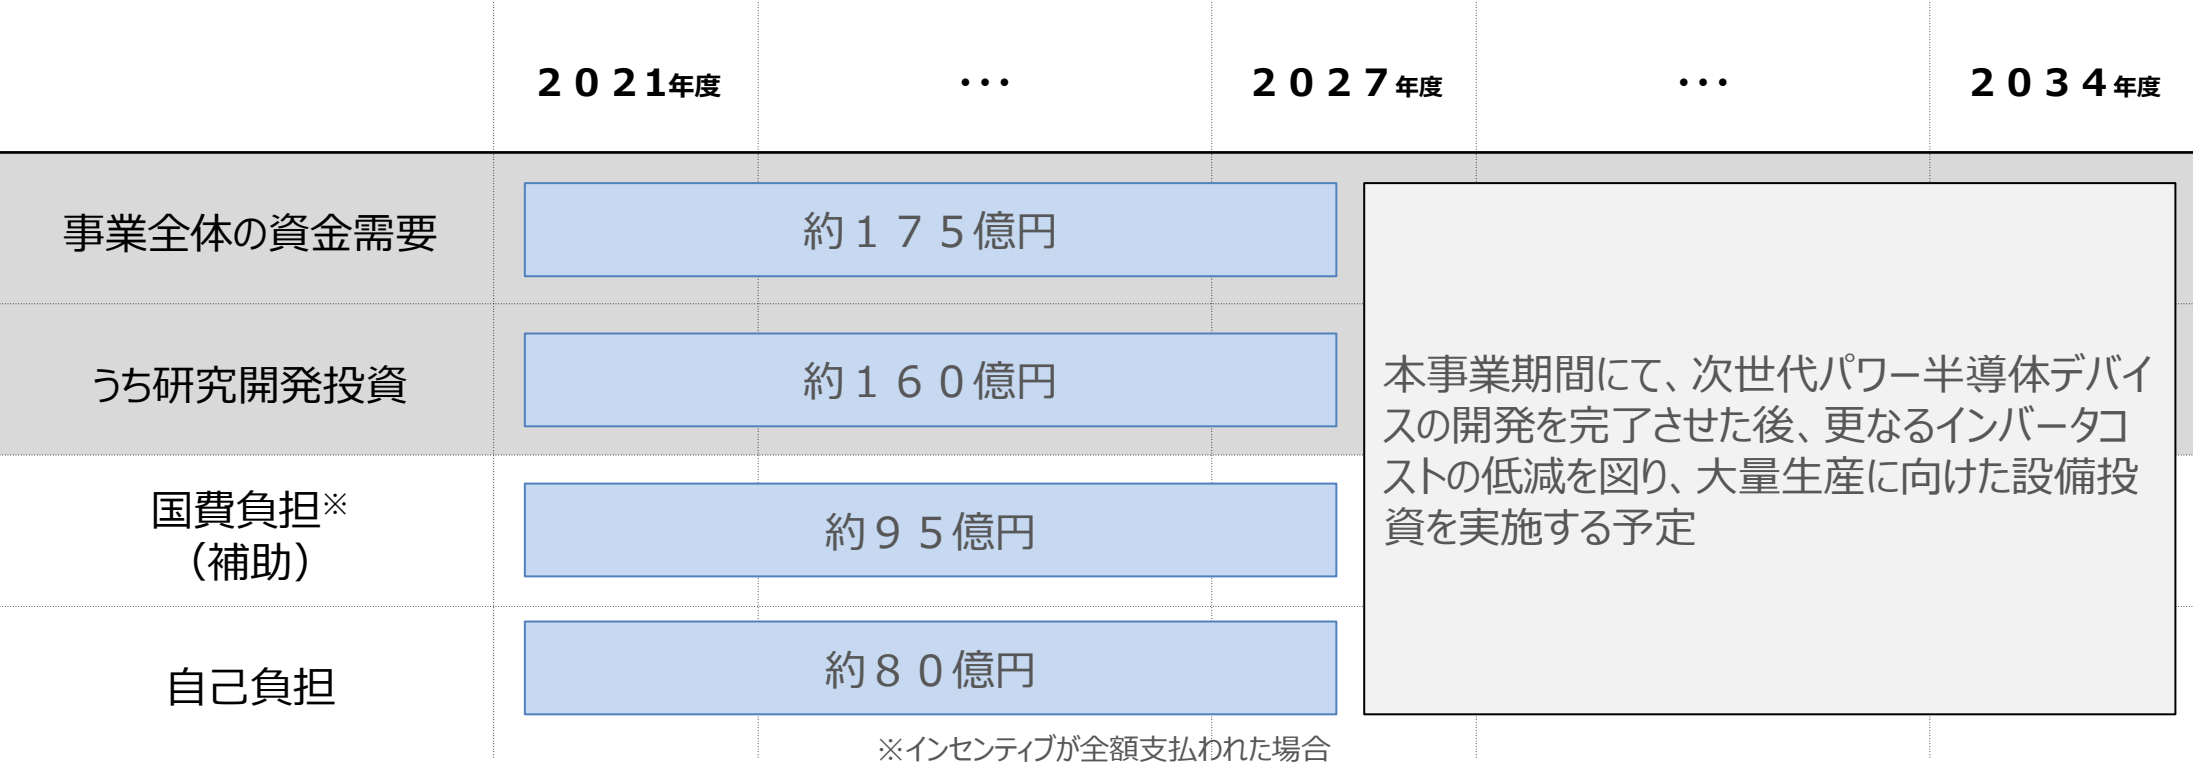 ２０２1年度　・・・　２０２７年度　・・・　２０３４年度
事業全体の資金需要
約１７５億円
うち研究開発投資
約１６０億円
国費負担※
（補助）
約９５億円
自己負担
約８０億円
本事業期間にて、次世代パワー半導体デバイ
スの開発を完了させた後、更なるインバータコ
ストの低減を図り、大量生産に向けた設備投
資を実施する予定
※インセンティブが全額支払われた場合